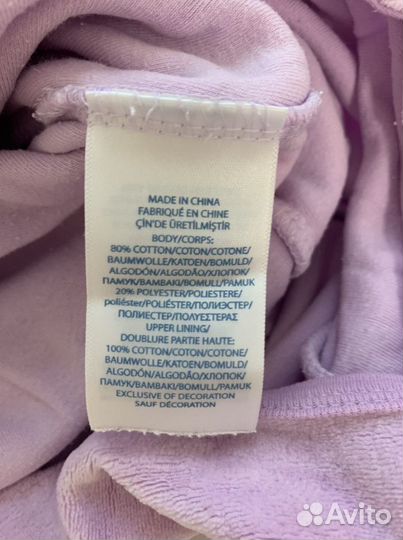 MADE IN CHINA
FABRIQUÉ EN CHINE
ÇİN'DE ÜRETİLMİŞTİR
BODY/CORPS:
80% COTTON/COTON/COTONE/
BAUMWOLLE/KATOEN/BOMULD/
ALGODÓN/ALGODÃO/ХЛОПОК/
ПАМУК/BAMBAKI/BOMULL/PAMUK
20% POLYESTER/POLIESTERE/
poliéster/POLIÉSTER/ПОЛИЭСТЕР/
ПОЛИЕСТЕР/ΠΟΛΥΕΣΤΕΡΑΣ
UPPER LINING/
DOUBLURE PARTIE HAUTE:
100% COTTON/COTON/COTONE/
BAUMWOLLE/KATOEN/BOMULD/
ALGODÓN/ALGODÃO/ХЛОПОК/
ПАМУК/BAMBAKI/BOMULL/PAMUK
EXCLUSIVE OF DECORATION
SAUF DÉCORATION
Avito